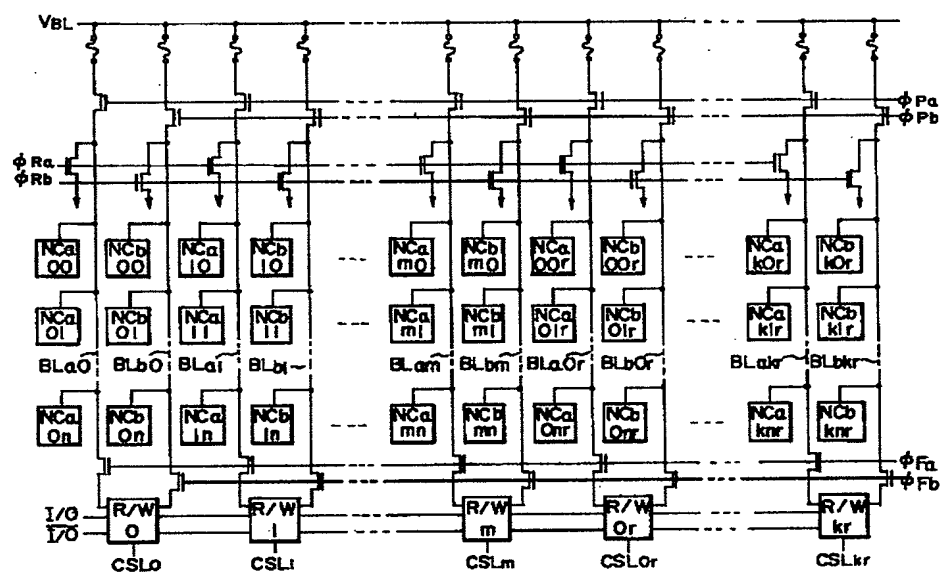 VBL
φPa
φPb
φRa
φRb
NCa 00 NCb 00 NCa 10 NCb 10 NCa m0 NCb m0 NCa 00r NCb 00r NCa k0r NCb k0r
NCa 01 NCb 01 NCa 11 NCb 11 NCa m1 NCb m1 NCa 01r NCb 01r NCa k1r NCb k1r
BLa0 BLb0 BLa1 BLb1 BLam BLbm BLa0r BLb0r BLakr BLbkr
NCa 0n NCb 0n NCa 1n NCb 1n NCa mn NCb mn NCa 0nr NCb 0nr NCa knr NCb knr
φFa
φFb
I/O R/W 0 R/W 1 R/W m R/W 0r R/W kr
I/O
CSL0 CSL1 CSLm CSL0r CSLkr